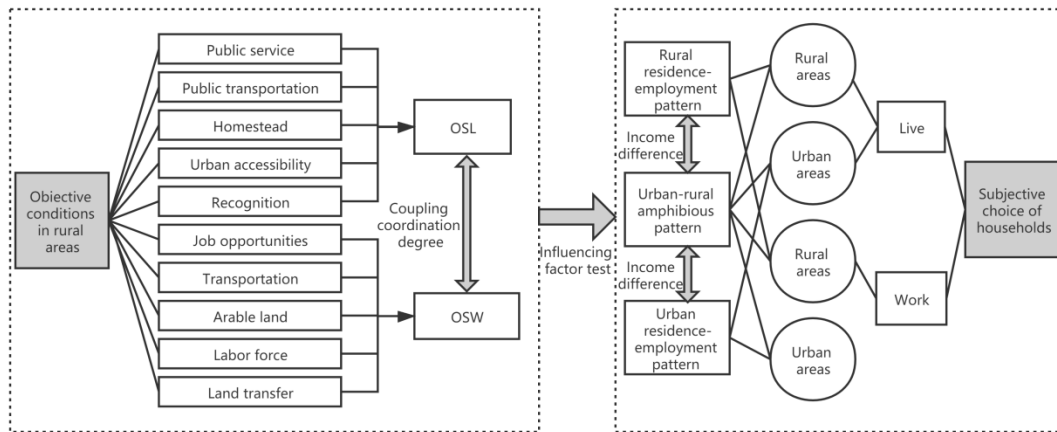 Obiective
conditions
in rural
areas
Public service
Public transportation
Homestead
Urban accessibility
Recognition
Job opportunities
Transportation
Arable land
Labor force
Land transfer
OSL
Coupling
coordination
degree
OSW
Influencing
factor test
Rural
residence-
employment
pattern
Income
difference
Urban-rural
amphibious
pattern
Income
difference
Urban
residence-
employment
pattern
Rural
areas
Urban
areas
Rural
areas
Urban
areas
Live
Work
Subjective
choice of
households